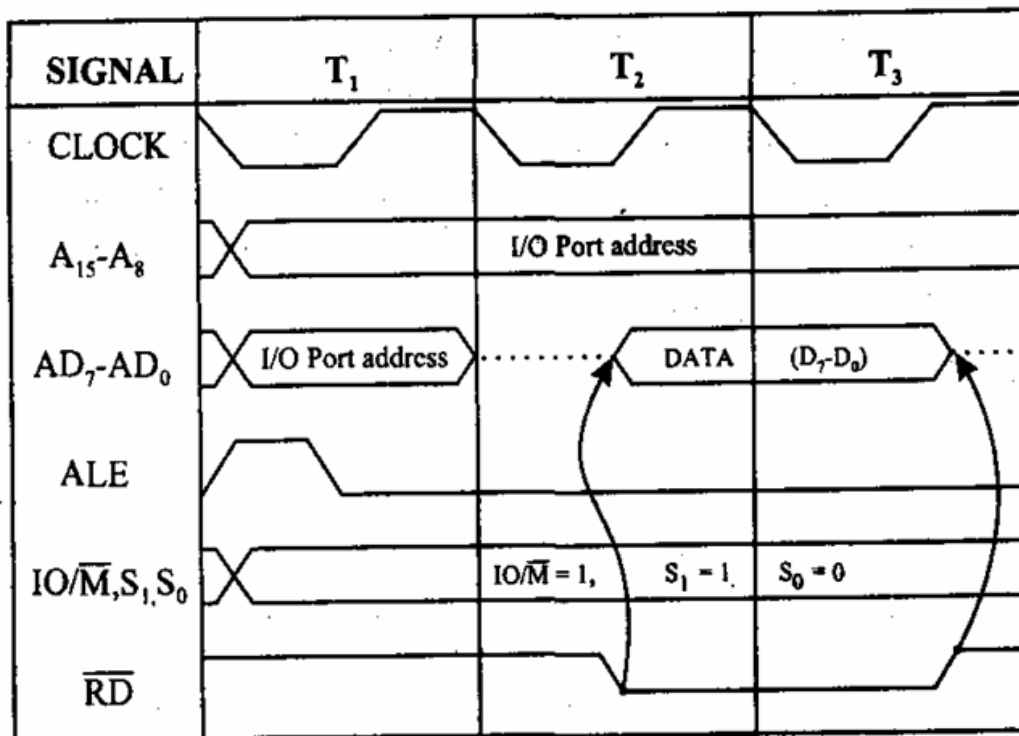 SIGNAL T₁ T₂ T₃
CLOCK
A₁₅-A₈ I/O Port address
AD₇-AD₀ I/O Port address DATA (D₇-D₀)
ALE
IO/M̅,S₁,S₀ IO/M̅ = 1, S₁ = 1 S₀ = 0
R̅D̅